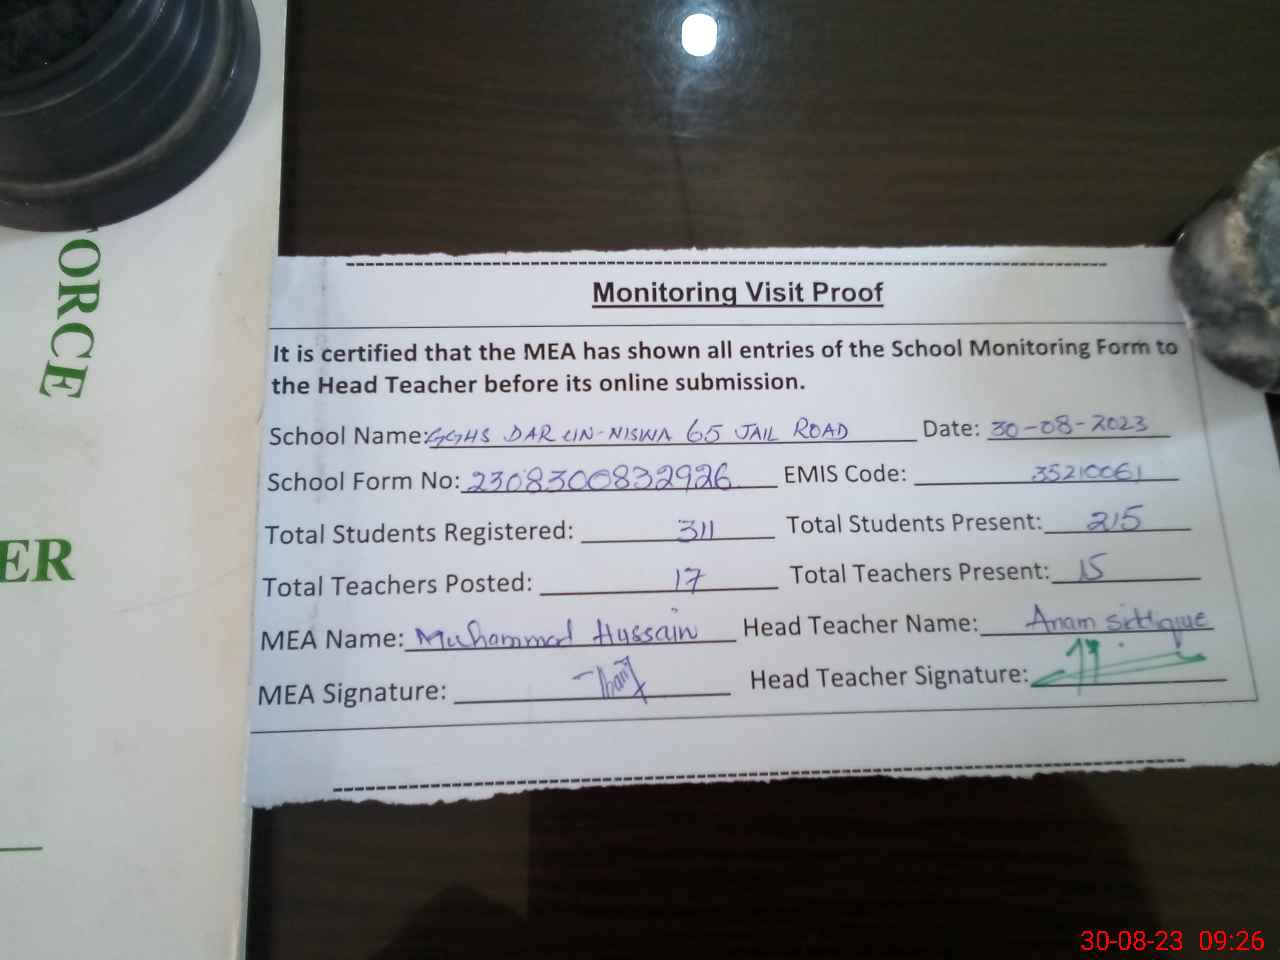 ORCE
ER
Monitoring Visit Proof
It is certified that the MEA has shown all entries of the School Monitoring Form to
the Head Teacher before its online submission.
School Name: GGHS DAR UN-NISWA 65 JAIL ROAD Date: 30-08-2023
School Form No: 2308300832926 EMIS Code: 35210061
Total Students Registered: 311 Total Students Present: 215
Total Teachers Posted: 17 Total Teachers Present: 15
MEA Name: Muhammad Hussain Head Teacher Name: Anam
MEA Signature: Head Teacher Signature:
30-08-23 09:26